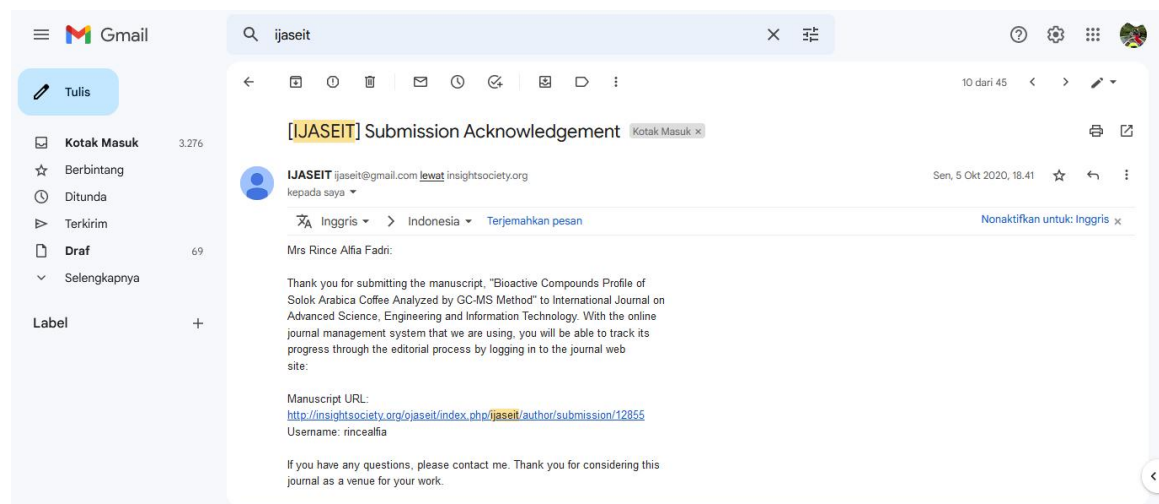 Gmail
ijaseit
Tulis
10 dari 45
Kotak Masuk 3.276
Berbintang
Ditunda
Terkirim
Draf 69
Selengkapnya
Label
[IJASEIT] Submission Acknowledgement Kotak Masuk ×
IJASEIT ijaseit@gmail.com lewat insightsociety.org
Sen, 5 Okt 2020, 18.41
kepada saya
Inggris > Indonesia Terjemahkan pesan
Nonaktifkan untuk: Inggris ×
Mrs Rince Alfia Fadri:
Thank you for submitting the manuscript, "Bioactive Compounds Profile of
Solok Arabica Coffee Analyzed by GC-MS Method" to International Journal on
Advanced Science, Engineering and Information Technology. With the online
journal management system that we are using, you will be able to track its
progress through the editorial process by logging in to the journal web
site:
Manuscript URL:
http://insightsociety.org/ojaseit/index.php/ijaseit/author/submission/12855
Username: rincealfia
If you have any questions, please contact me. Thank you for considering this
journal as a venue for your work.